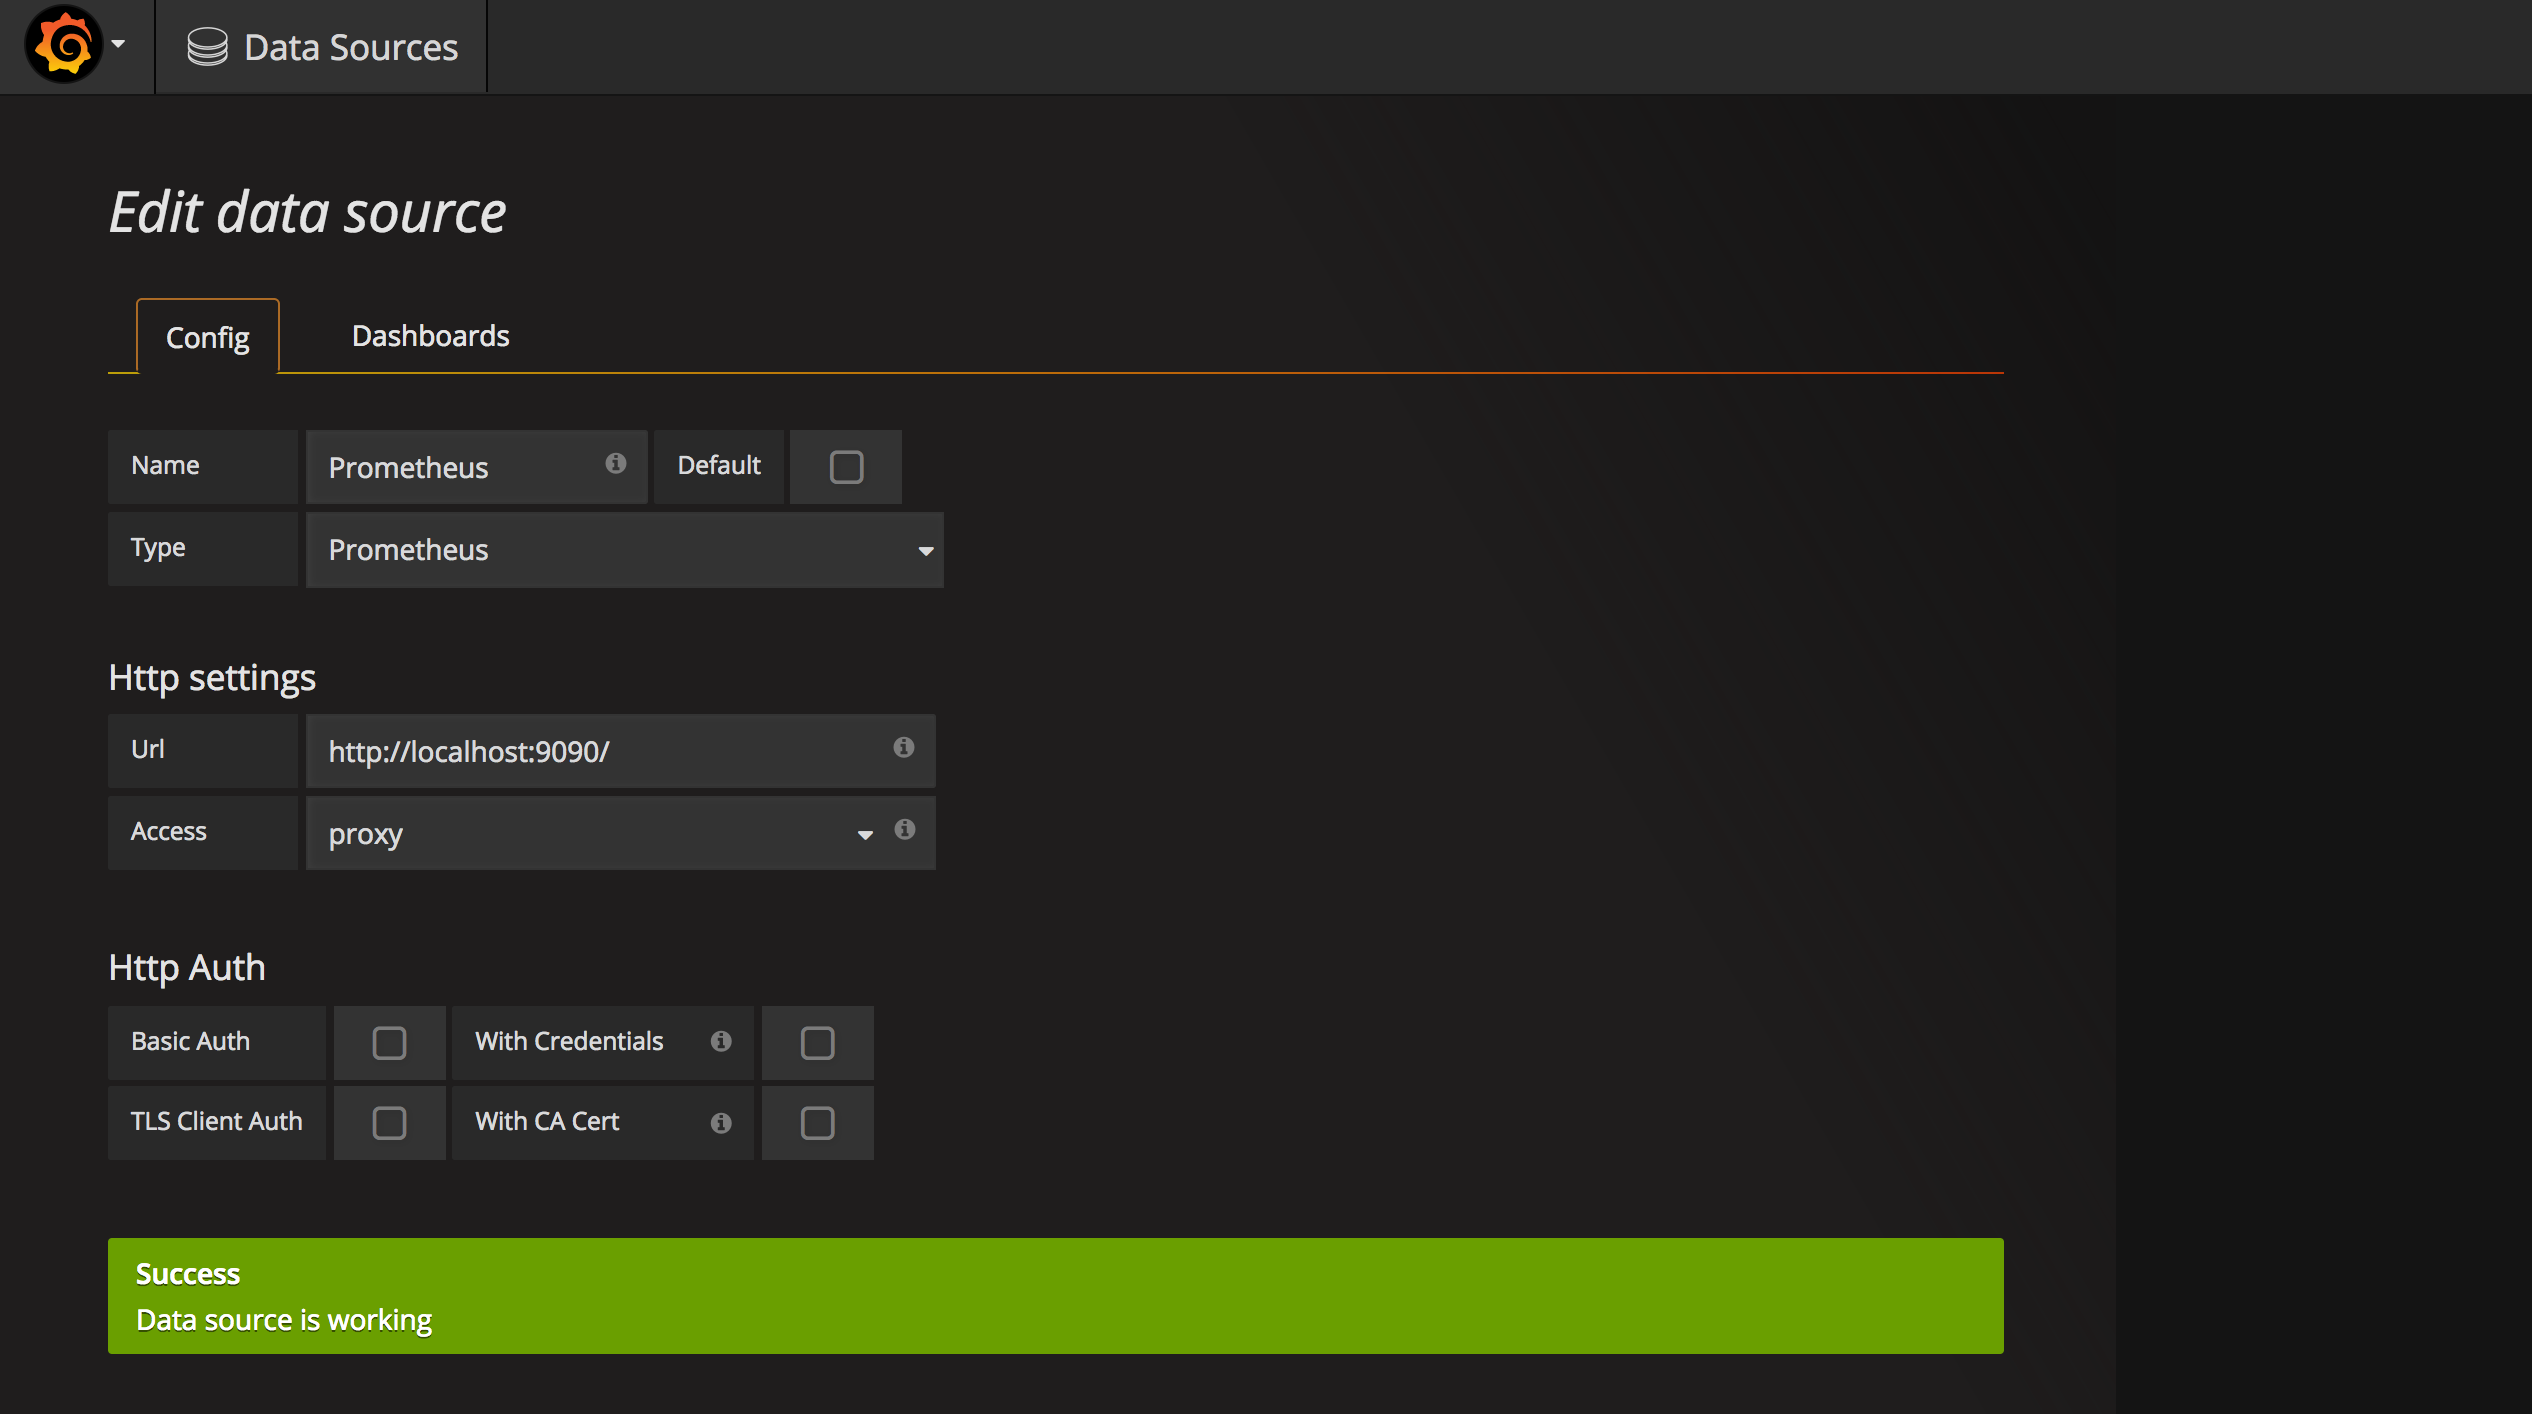 Data Sources
Edit data source
Config Dashboards
Name Prometheus Default
Type Prometheus
Http settings
Url http://localhost:9090/
Access proxy
Http Auth
Basic Auth With Credentials
TLS Client Auth With CA Cert
Success
Data source is working